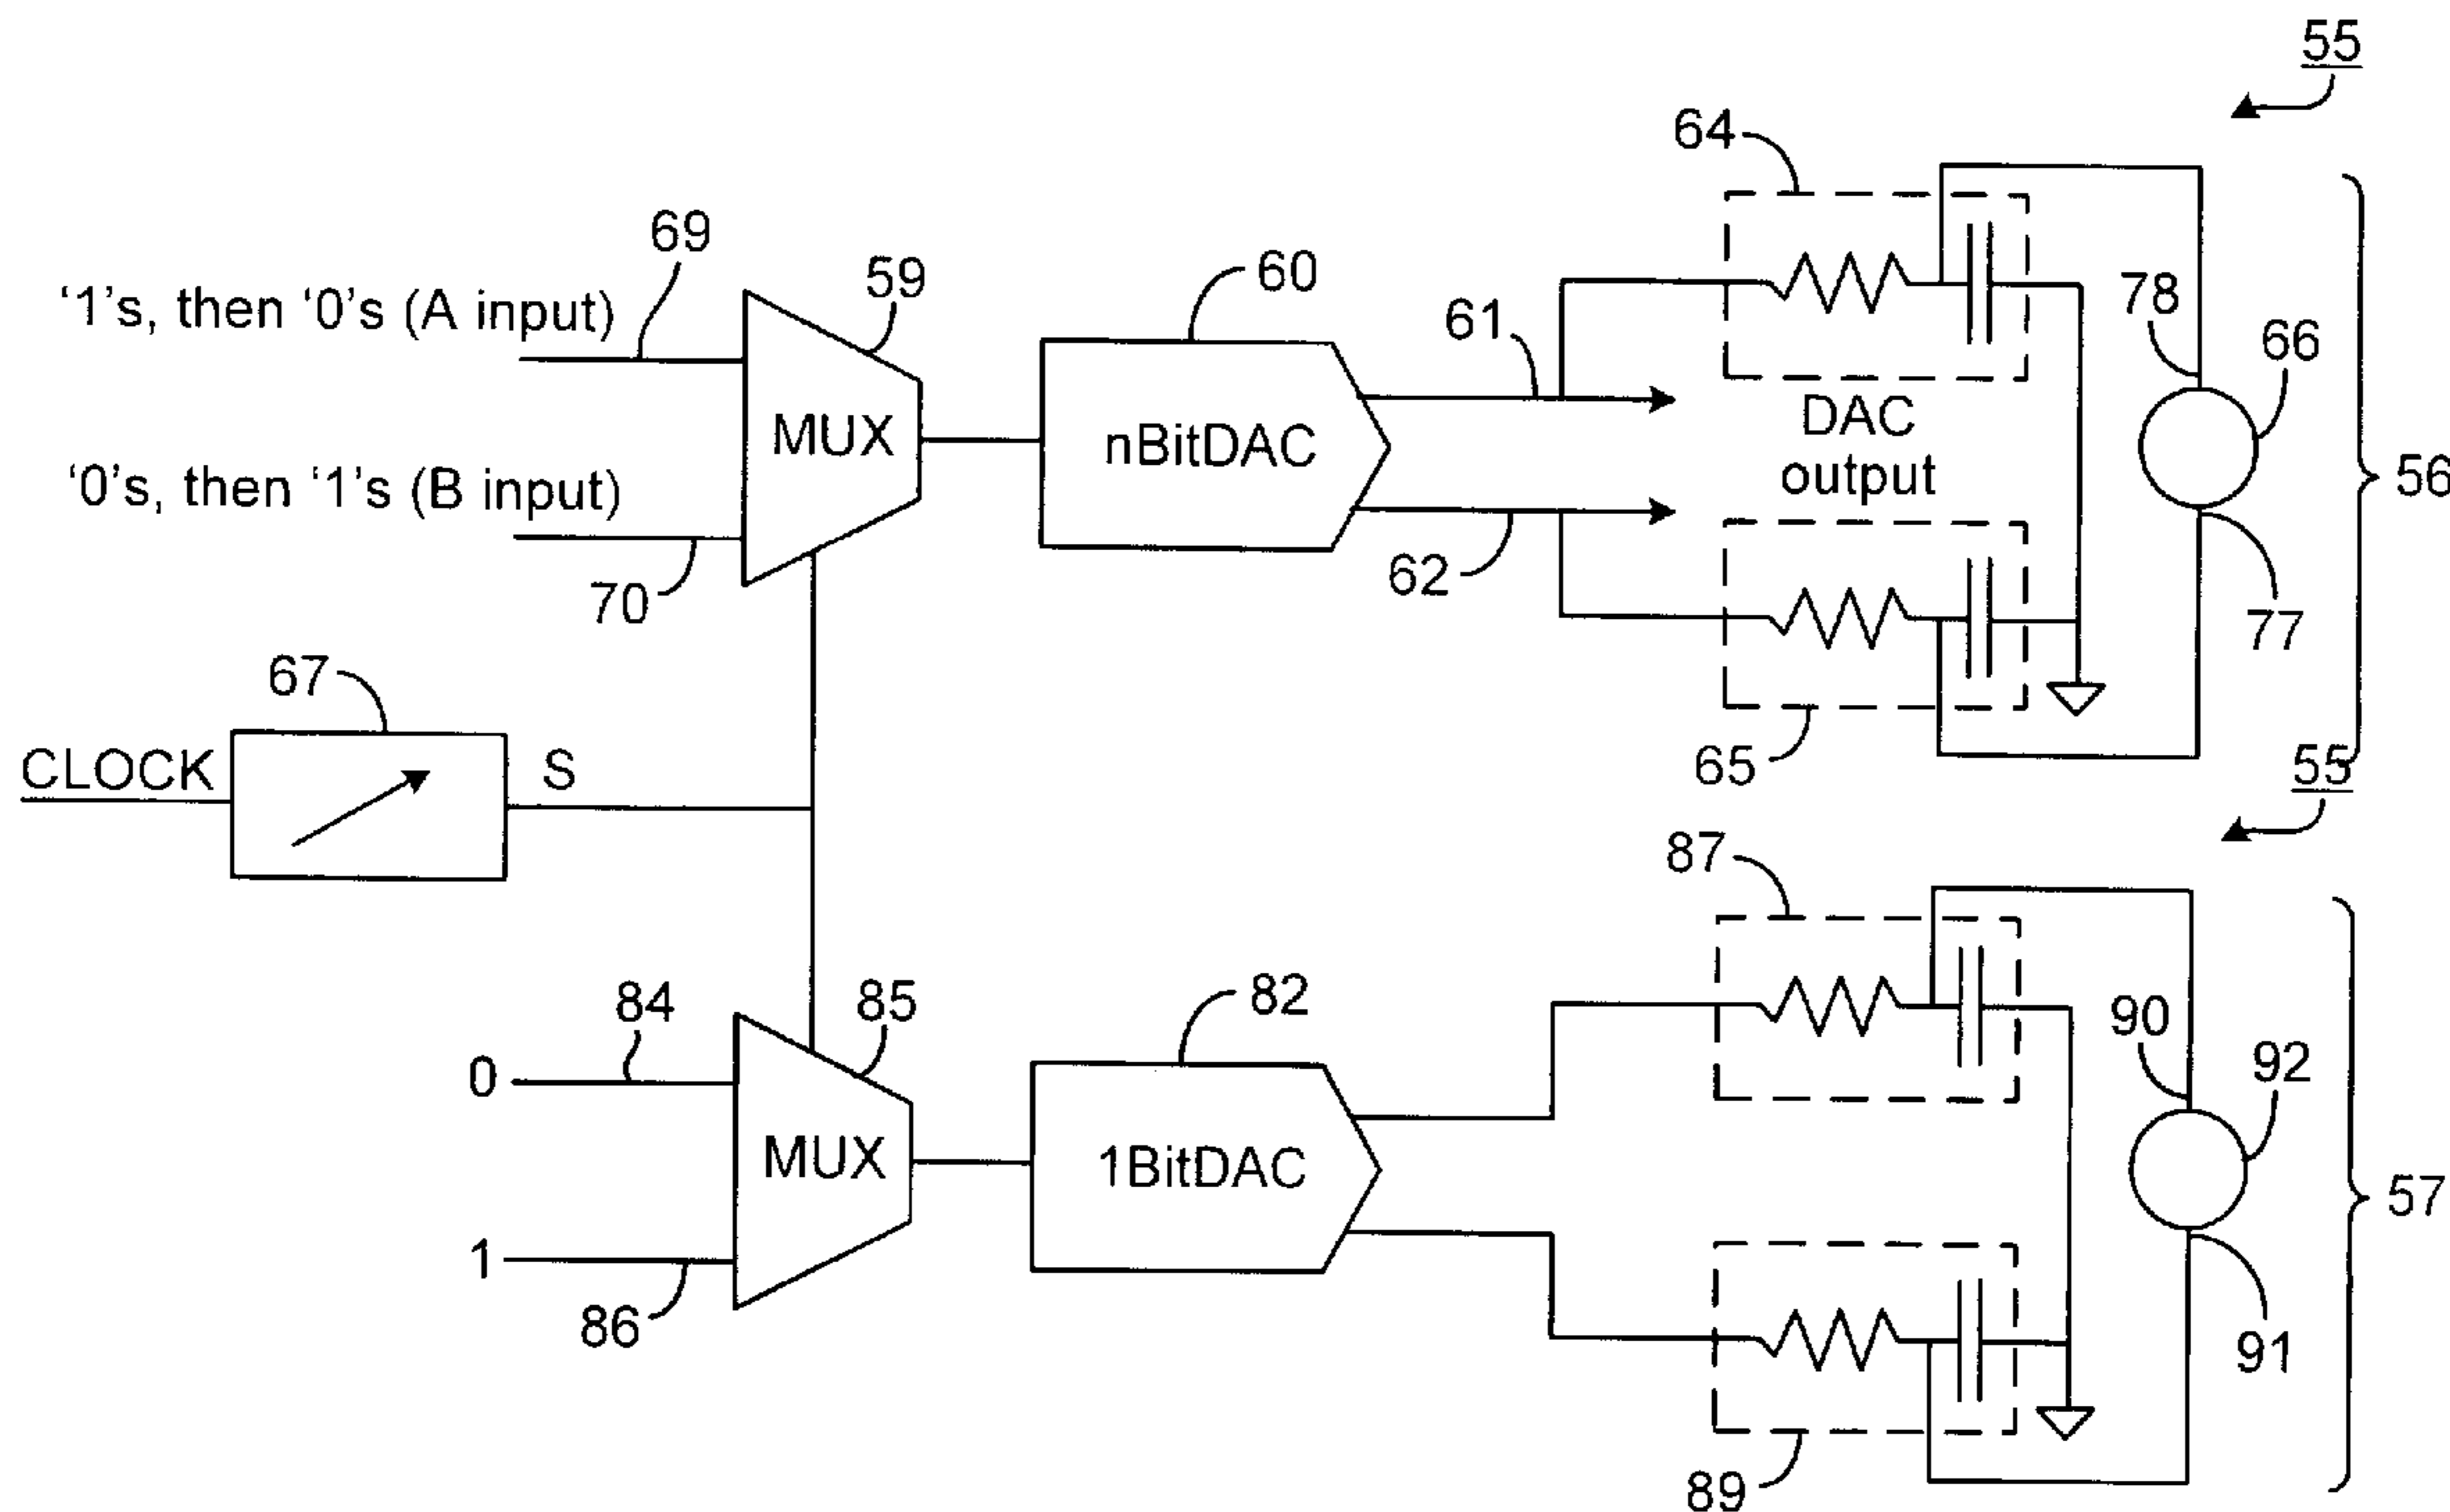 55
64
69
59
60
'1's, then '0's (A input)
61
78
66
MUX
nBitDAC
DAC
output
56
'0's, then '1's (B input)
70
62
77
67
CLOCK
S
65
55
87
84
85
82
90
92
0
MUX
1BitDAC
57
1
86
91
89